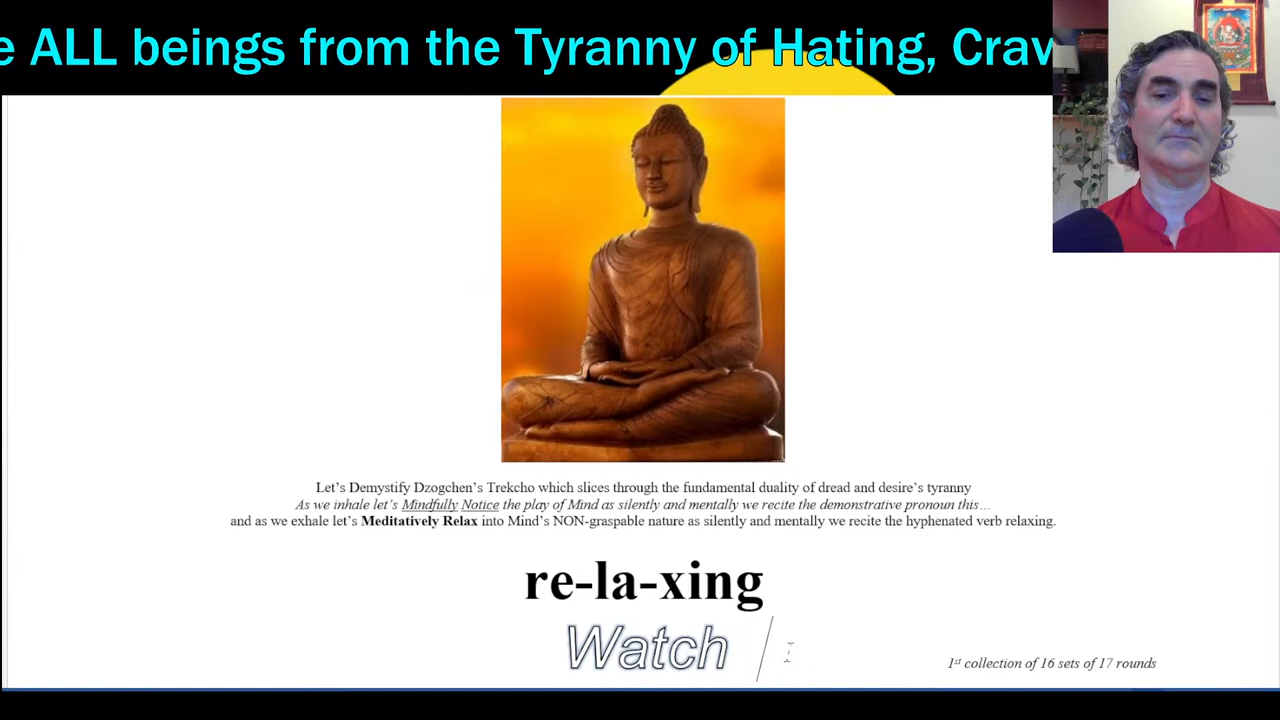 e ALL beings from the Tyranny of Hating, Crav
Let's Demystify Dzogchen's Trekcho which slices through the fundamental duality of dread and desire's tyranny
As we inhale let's Mindfully Notice the play of Mind as silently and mentally we recite the demonstrative pronoun this…
and as we exhale let's Meditatively Relax into Mind's NON-graspable nature as silently and mentally we recite the hyphenated verb relaxing.
re-la-xing
Watch
1st collection of 16 sets of 17 rounds